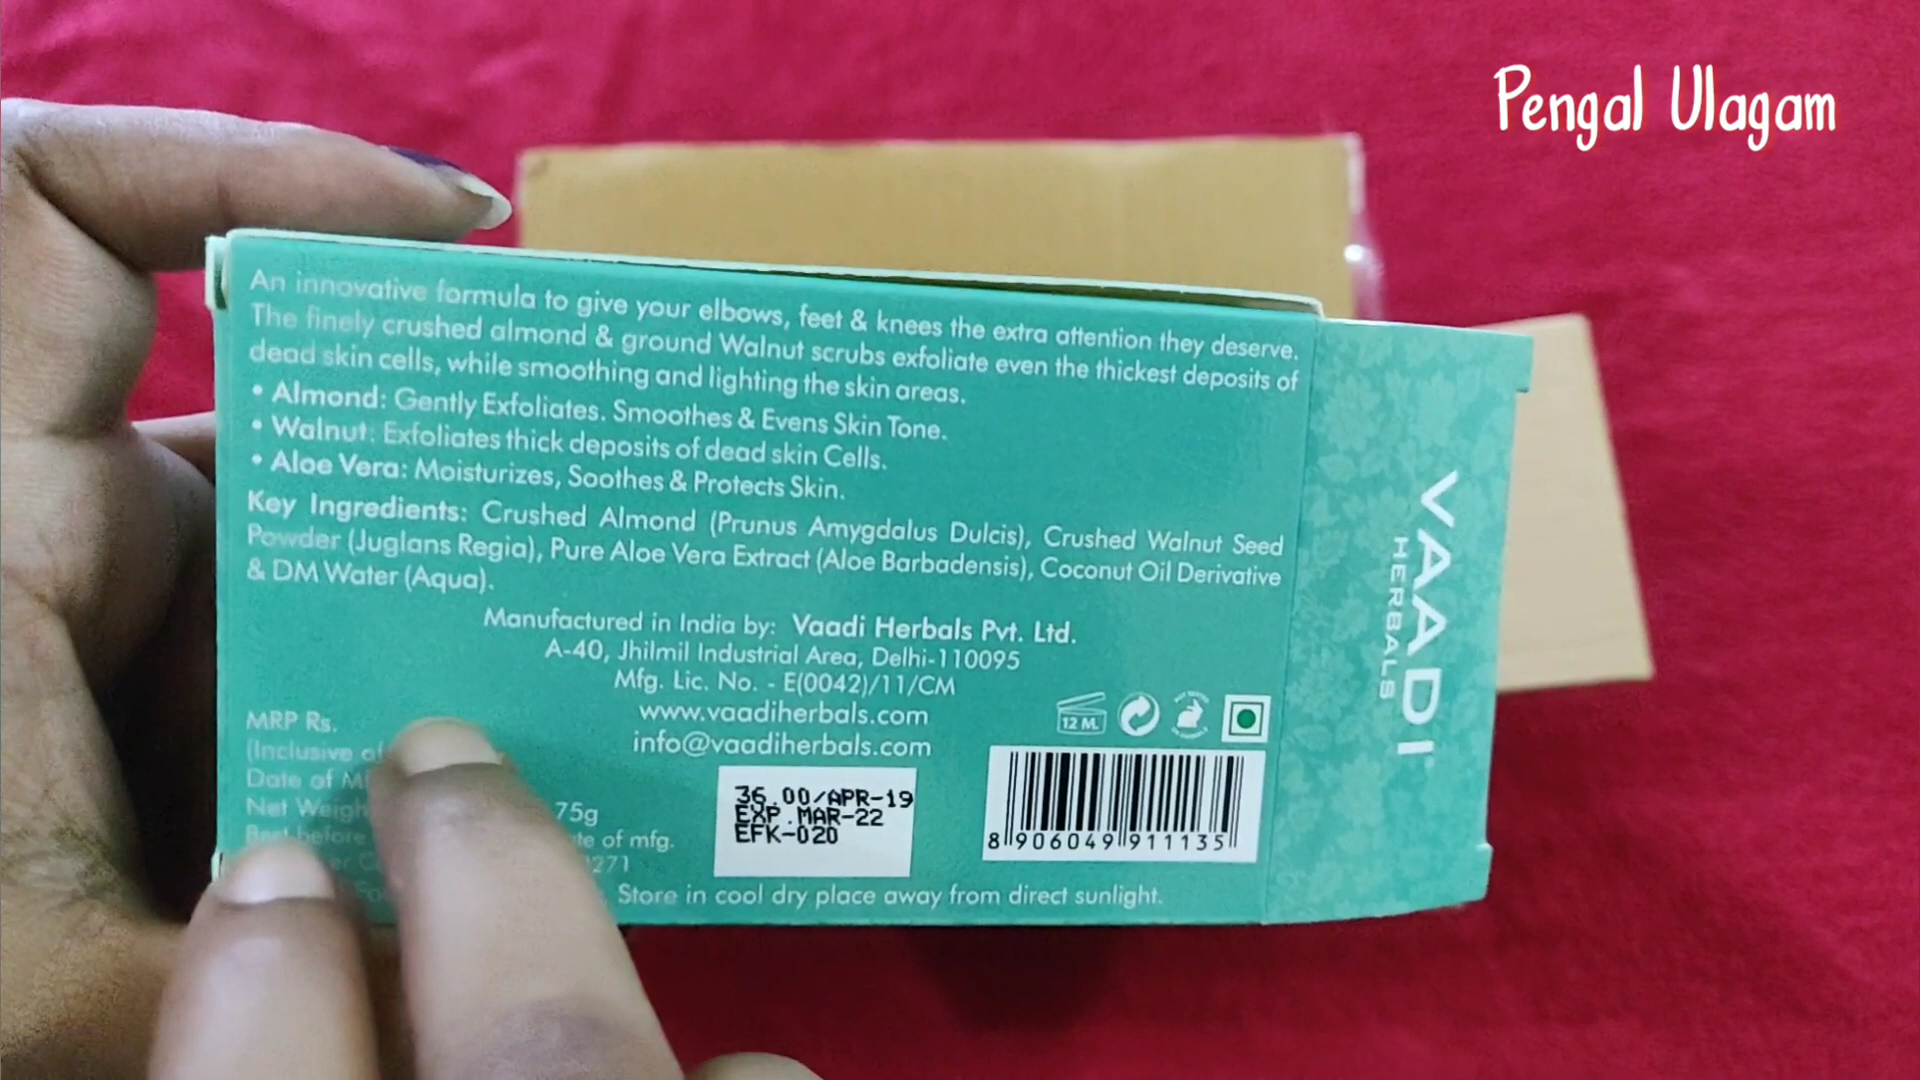 Pengal Ulagam
An innovative formula to give your elbows, feet & knees the extra attention they deserve.
The finely crushed almond & ground Walnut scrubs exfoliate even the thickest deposits of
dead skin cells, while smoothing and lighting the skin areas.
• Almond: Gently Exfoliates. Smoothes & Evens Skin Tone.
• Walnut: Exfoliates thick deposits of dead skin Cells.
• Aloe Vera: Moisturizes, Soothes & Protects Skin.
Key Ingredients: Crushed Almond (Prunus Amygdalus Dulcis), Crushed Walnut Seed
Powder (Juglans Regia), Pure Aloe Vera Extract (Aloe Barbadensis), Coconut Oil Derivative
& DM Water (Aqua).
Manufactured in India by: Vaadi Herbals Pvt. Ltd.
A-40, Jhilmil Industrial Area, Delhi-110095
Mfg. Lic. No. - E(0042)/11/CM
www.vaadiherbals.com
info@vaadiherbals.com
MRP Rs.
(Inclusive of
Date of
Net 75g
Best before of mfg.
Store in cool dry place away from direct sunlight.
36.00/APR-19
EXP.MAR-22
EFK-020
12 M
8 906049 911135
VAADI
HERBALS